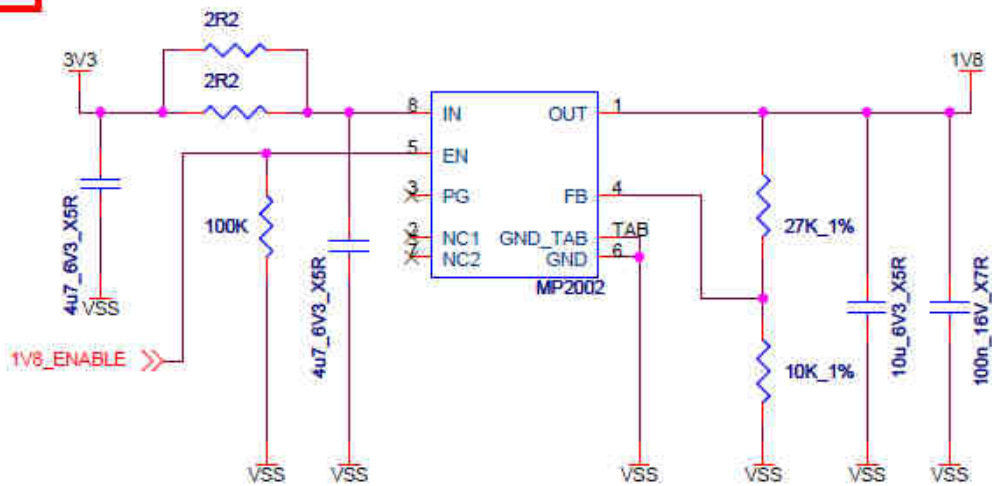 2R2
3V3
2R2
1V8
8 IN OUT 1
5 EN
3 PG FB 4
100K
27K_1%
2 NC1 GND_TAB TAB
7 NC2 GND 6
MP2002
4u7_6V3_X5R
VSS
4u7_6V3_X5R
10u_6V3_X5R
100n_16V_X7R
1V8_ENABLE
10K_1%
VSS VSS VSS VSS VSS VSS